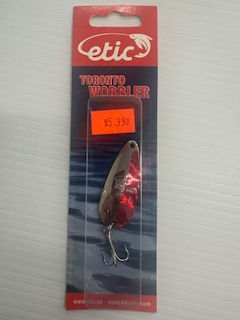 etic
TORONTO
WOBBLER
$5.99